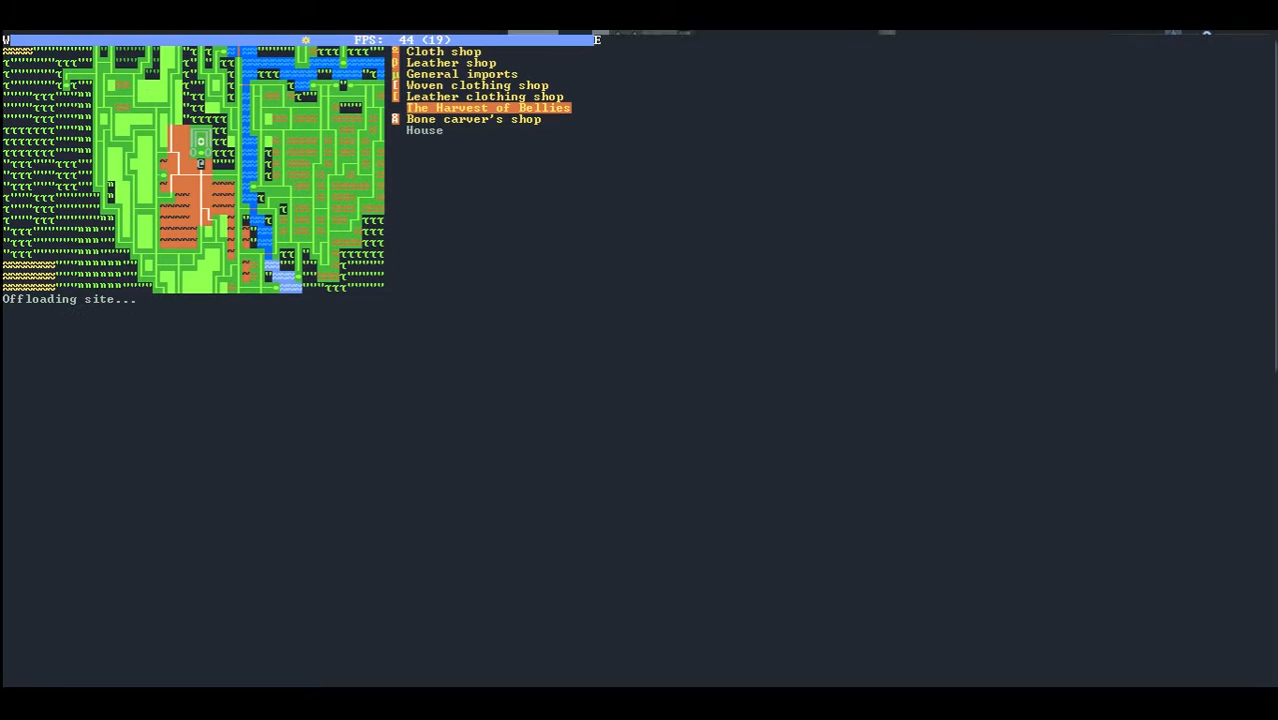 W FPS: 44 (19) E
Cloth shop
Leather shop
General imports
Woven clothing shop
Leather clothing shop
The Harvest of Bellies
Bone carver's shop
House
Offloading site...